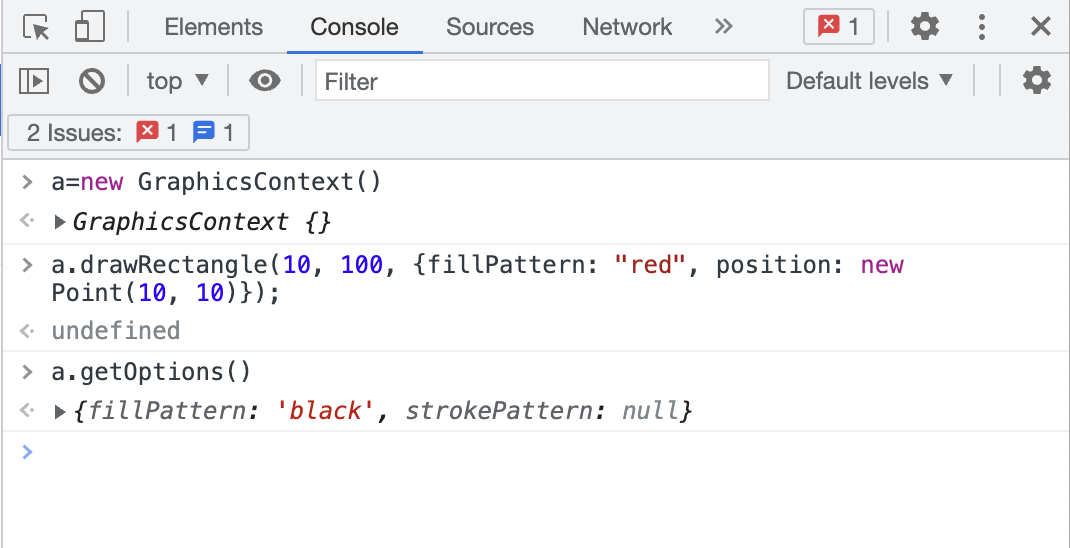 Elements Console Sources Network » 1
top ▼ Filter Default levels ▼
2 Issues: 1 1
> a=new GraphicsContext()
GraphicsContext {}
> a.drawRectangle(10, 100, {fillPattern: "red", position: new
Point(10, 10)});
undefined
> a.getOptions()
{fillPattern: 'black', strokePattern: null}
>